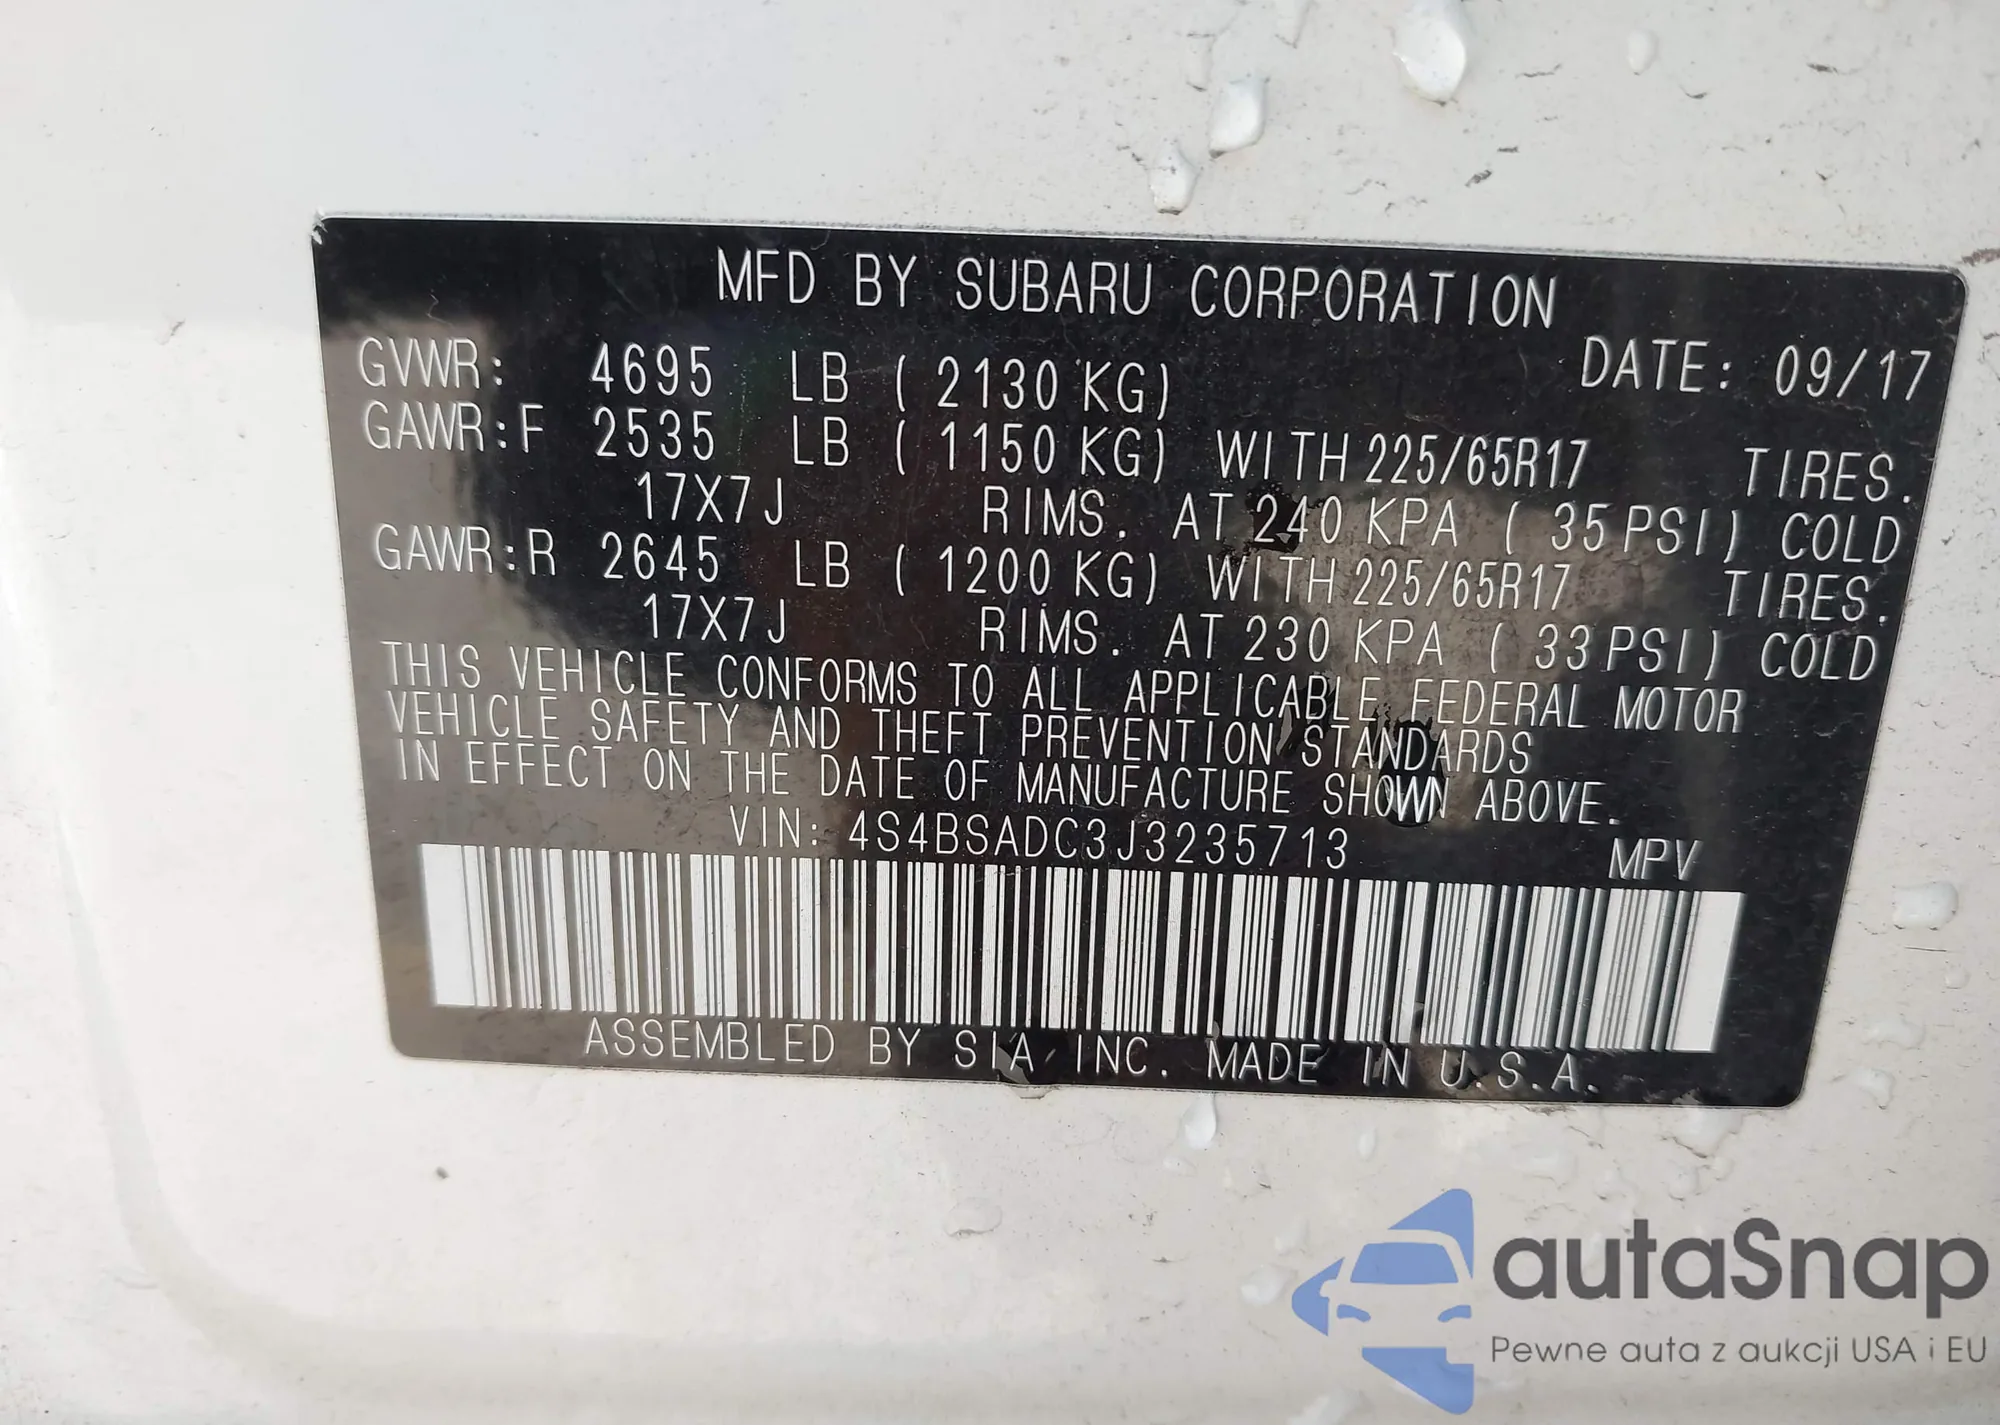 MFD BY SUBARU CORPORATION
GVWR: 4695 LB ( 2130 KG) DATE: 09/17
GAWR:F 2535 LB ( 1150 KG) WITH 225/65R17 TIRES.
17X7J RIMS. AT 240 KPA ( 35 PSI) COLD
GAWR:R 2645 LB ( 1200 KG) WITH 225/65R17 TIRES.
17X7J RIMS. AT 230 KPA ( 33 PSI) COLD
THIS VEHICLE CONFORMS TO ALL APPLICABLE FEDERAL MOTOR
VEHICLE SAFETY AND THEFT PREVENTION STANDARDS
IN EFFECT ON THE DATE OF MANUFACTURE SHOWN ABOVE.
VIN: 4S4BSADC3J3235713 MPV
ASSEMBLED BY SIA INC. MADE IN U.S.A.
autaSnap
Pewne auta z aukcji USA i EU